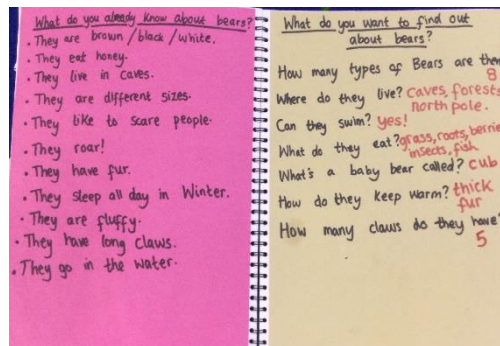 What do you already know about bears?
• They are brown / black / white.
• They eat honey.
• They live in caves.
• They are different sizes.
• They like to scare people.
• They roar!
• They have fur.
• They sleep all day in Winter.
• They are fluffy.
• They have long claws.
• They go in the water.
What do you want to find out
about bears?
How many types of Bears are
8
Where do they live? caves, forests
north pole.
Can they swim? yes!
What do they eat? grass, roots,
insects, fish
What's a baby bear called? cub
How do they keep warm? thick
fur
How many claws do they have?
5